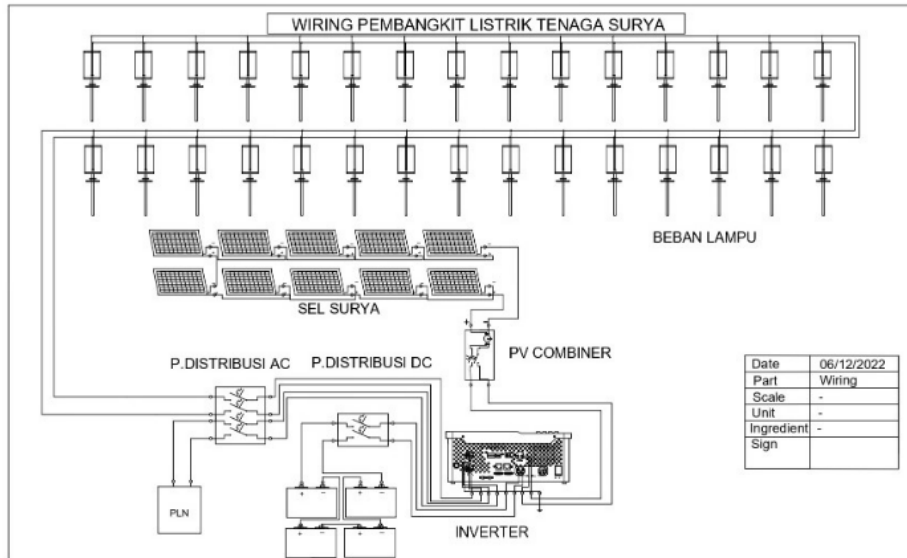 WIRING PEMBANGKIT LISTRIK TENAGA SURYA
BEBAN LAMPU
SEL SURYA
+ -
PV COMBINER
P.DISTRIBUSI AC
P.DISTRIBUSI DC
Date 06/12/2022
Part Wiring
Scale -
Unit -
Ingredient -
Sign
PLN
+ - + -
+ - + -
INVERTER